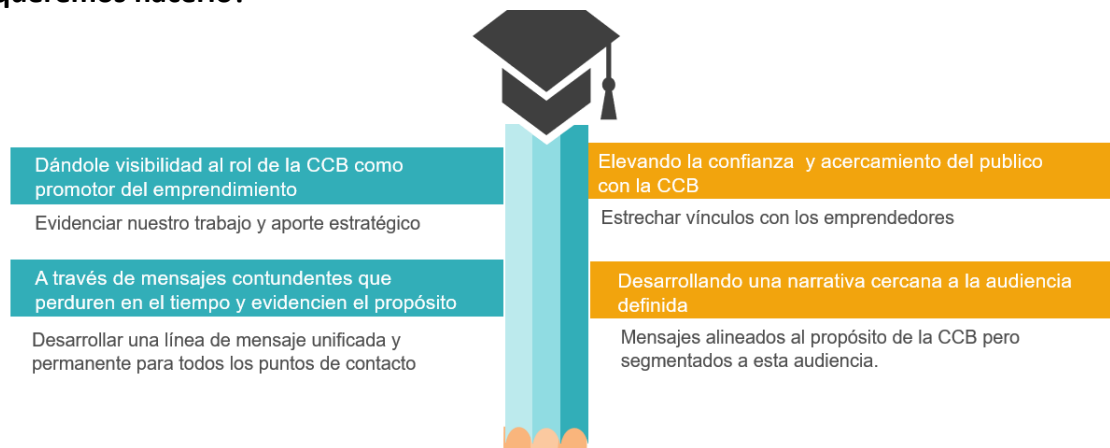 queremos hacerlo?
Dándole visibilidad al rol de la CCB como
promotor del emprendimiento
Evidenciar nuestro trabajo y aporte estratégico
A través de mensajes contundentes que
perduren en el tiempo y evidencien el propósito
Desarrollar una línea de mensaje unificada y
permanente para todos los puntos de contacto
Elevando la confianza y acercamiento del publico
con la CCB
Estrechar vínculos con los emprendedores
Desarrollando una narrativa cercana a la audiencia
definida
Mensajes alineados al propósito de la CCB pero
segmentados a esta audiencia.